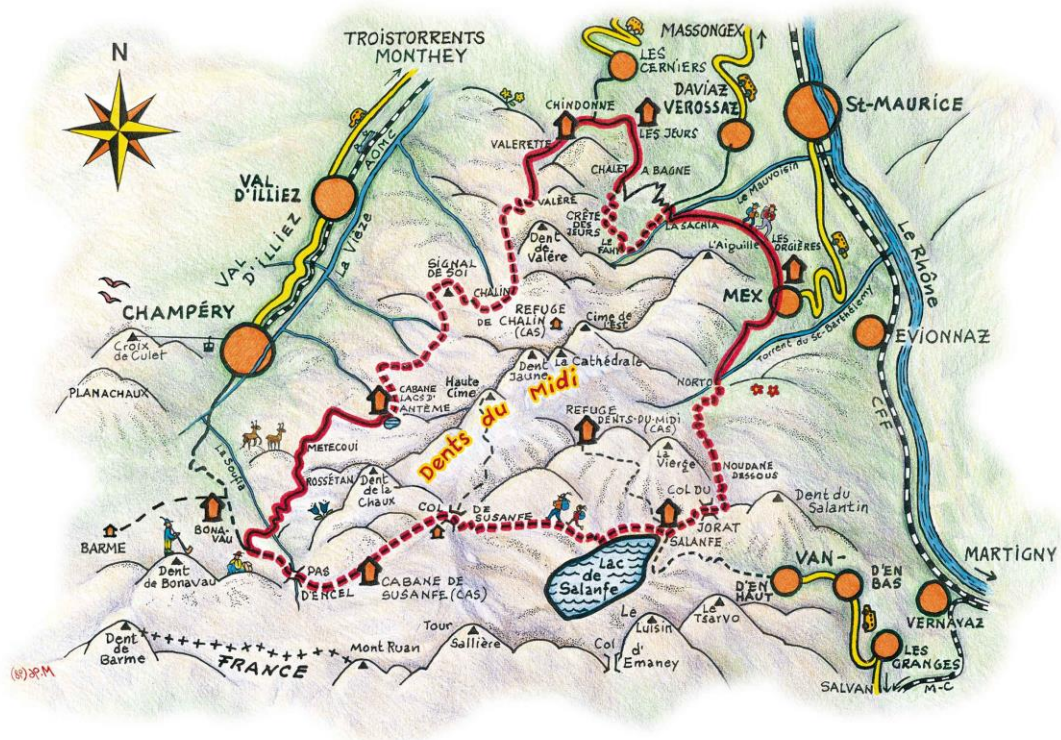 N
TROISTORRENTS
MONTHEY
MASSONGEX
LES
CERNIERS
DAVIAZ
VEROSSAZ
ST-MAURICE
CHINDONNE
LES JEURS
VALERETTE
CHALET A BAGNE
AOMC
VAL
D'ILLIEZ
VAL
D'ILLIEZ
La Vièze
VALÈRE
CRÊTE
DES
JEURS
LE FAHY
LA SACHIA
Le Mauvoisin
Dent
de
Valère
L'Aiguille
LES
ORGIÈRES
Le Rhône
SIGNAL
DE SOI
CHALIN
MEX
CHAMPÉRY
REFUGE
DE CHALIN (CAS)
Cime de
l'Est
Torrent du St-Barthélemy
EVIONNAZ
Croix
de Culet
PLANACHAUX
CABANE
LACS D'
ANTÈME
Haute
Cime
Dent
Jaune
La Cathédrale
NORTO
CFF
Dents du Midi
REFUGE
DENTS-DU-MIDI
(CAS)
METECOUI
La Soufla
ROSSÉTAN
Dent
de la
Chaux
La
Vierge
NOUDANE
DESSOUS
COL
DE
SUSANFE
COL DU
JORAT
SALANFE
Dent du
Salantin
BONA-
VAU
BARME
Dent
de Bonavau
PAS
D'ENCEL
CABANE DE
SUSANFE (CAS)
Lac
de
Salanfe
MARTIGNY
VAN-
D'EN
HAUT
D'EN
BAS
VERNAYAZ
Dent
de
Barme
FRANCE
Mont Ruan
Tour
Sallière
Le
Luisin
Col
d'
Emaney
Le
Tsarvo
LES
GRANGES
SALVAN
M-C